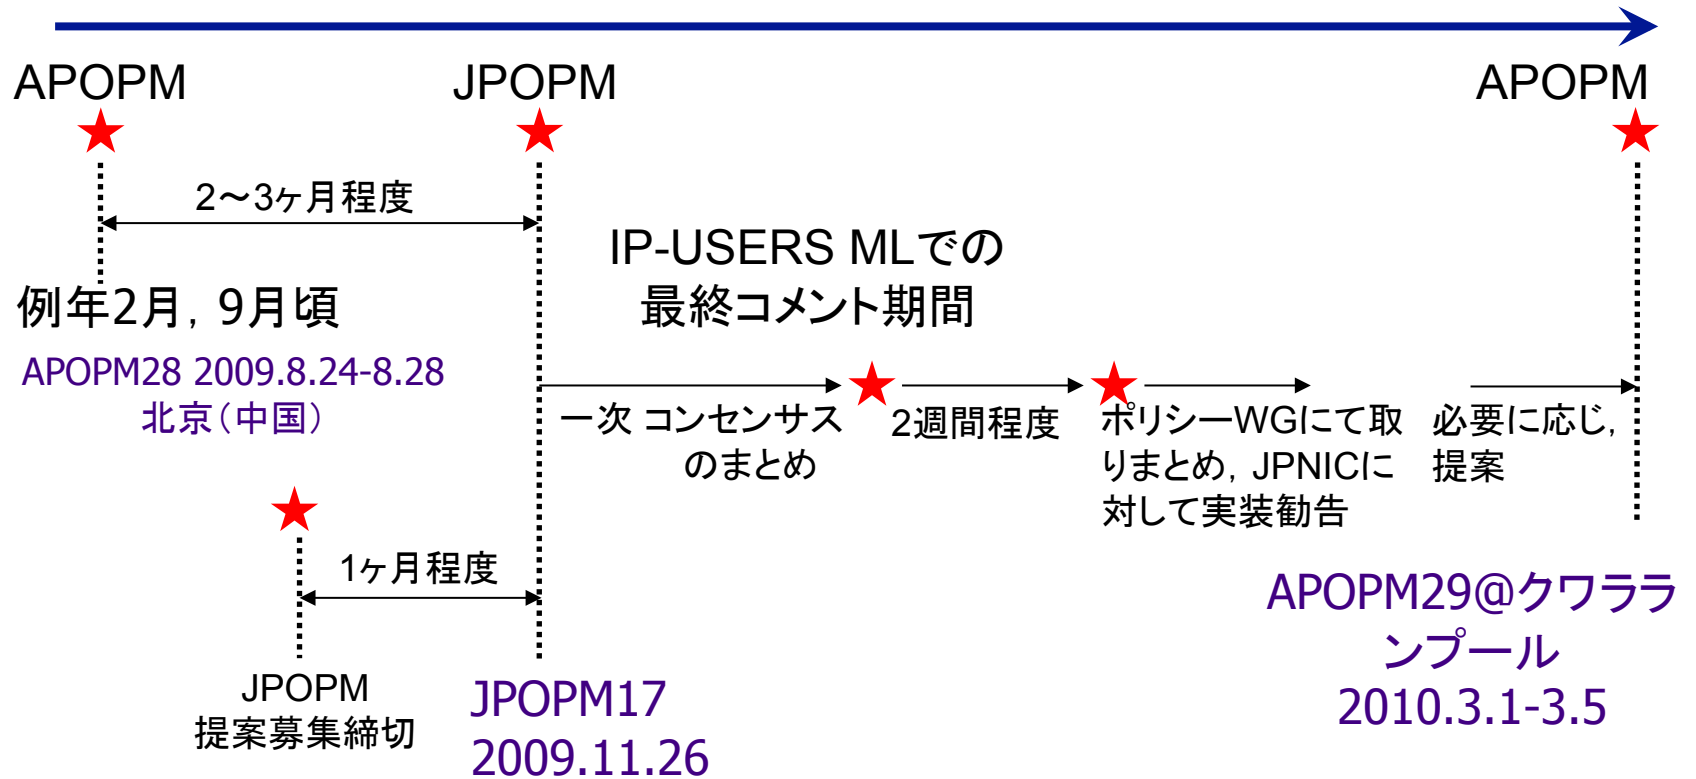 APOPM
JPOPM
APOPM
2～3ヶ月程度
IP-USERS MLでの
最終コメント期間
例年2月，9月頃
APOPM28 2009.8.24-8.28
北京（中国）
一次 コンセンサス
のまとめ
2週間程度
ポリシーWGにて取
りまとめ，JPNICに
対して実装勧告
必要に応じ，
提案
1ヶ月程度
JPOPM
提案募集締切
JPOPM17
2009.11.26
APOPM29@クワララ
ンプール
2010.3.1-3.5